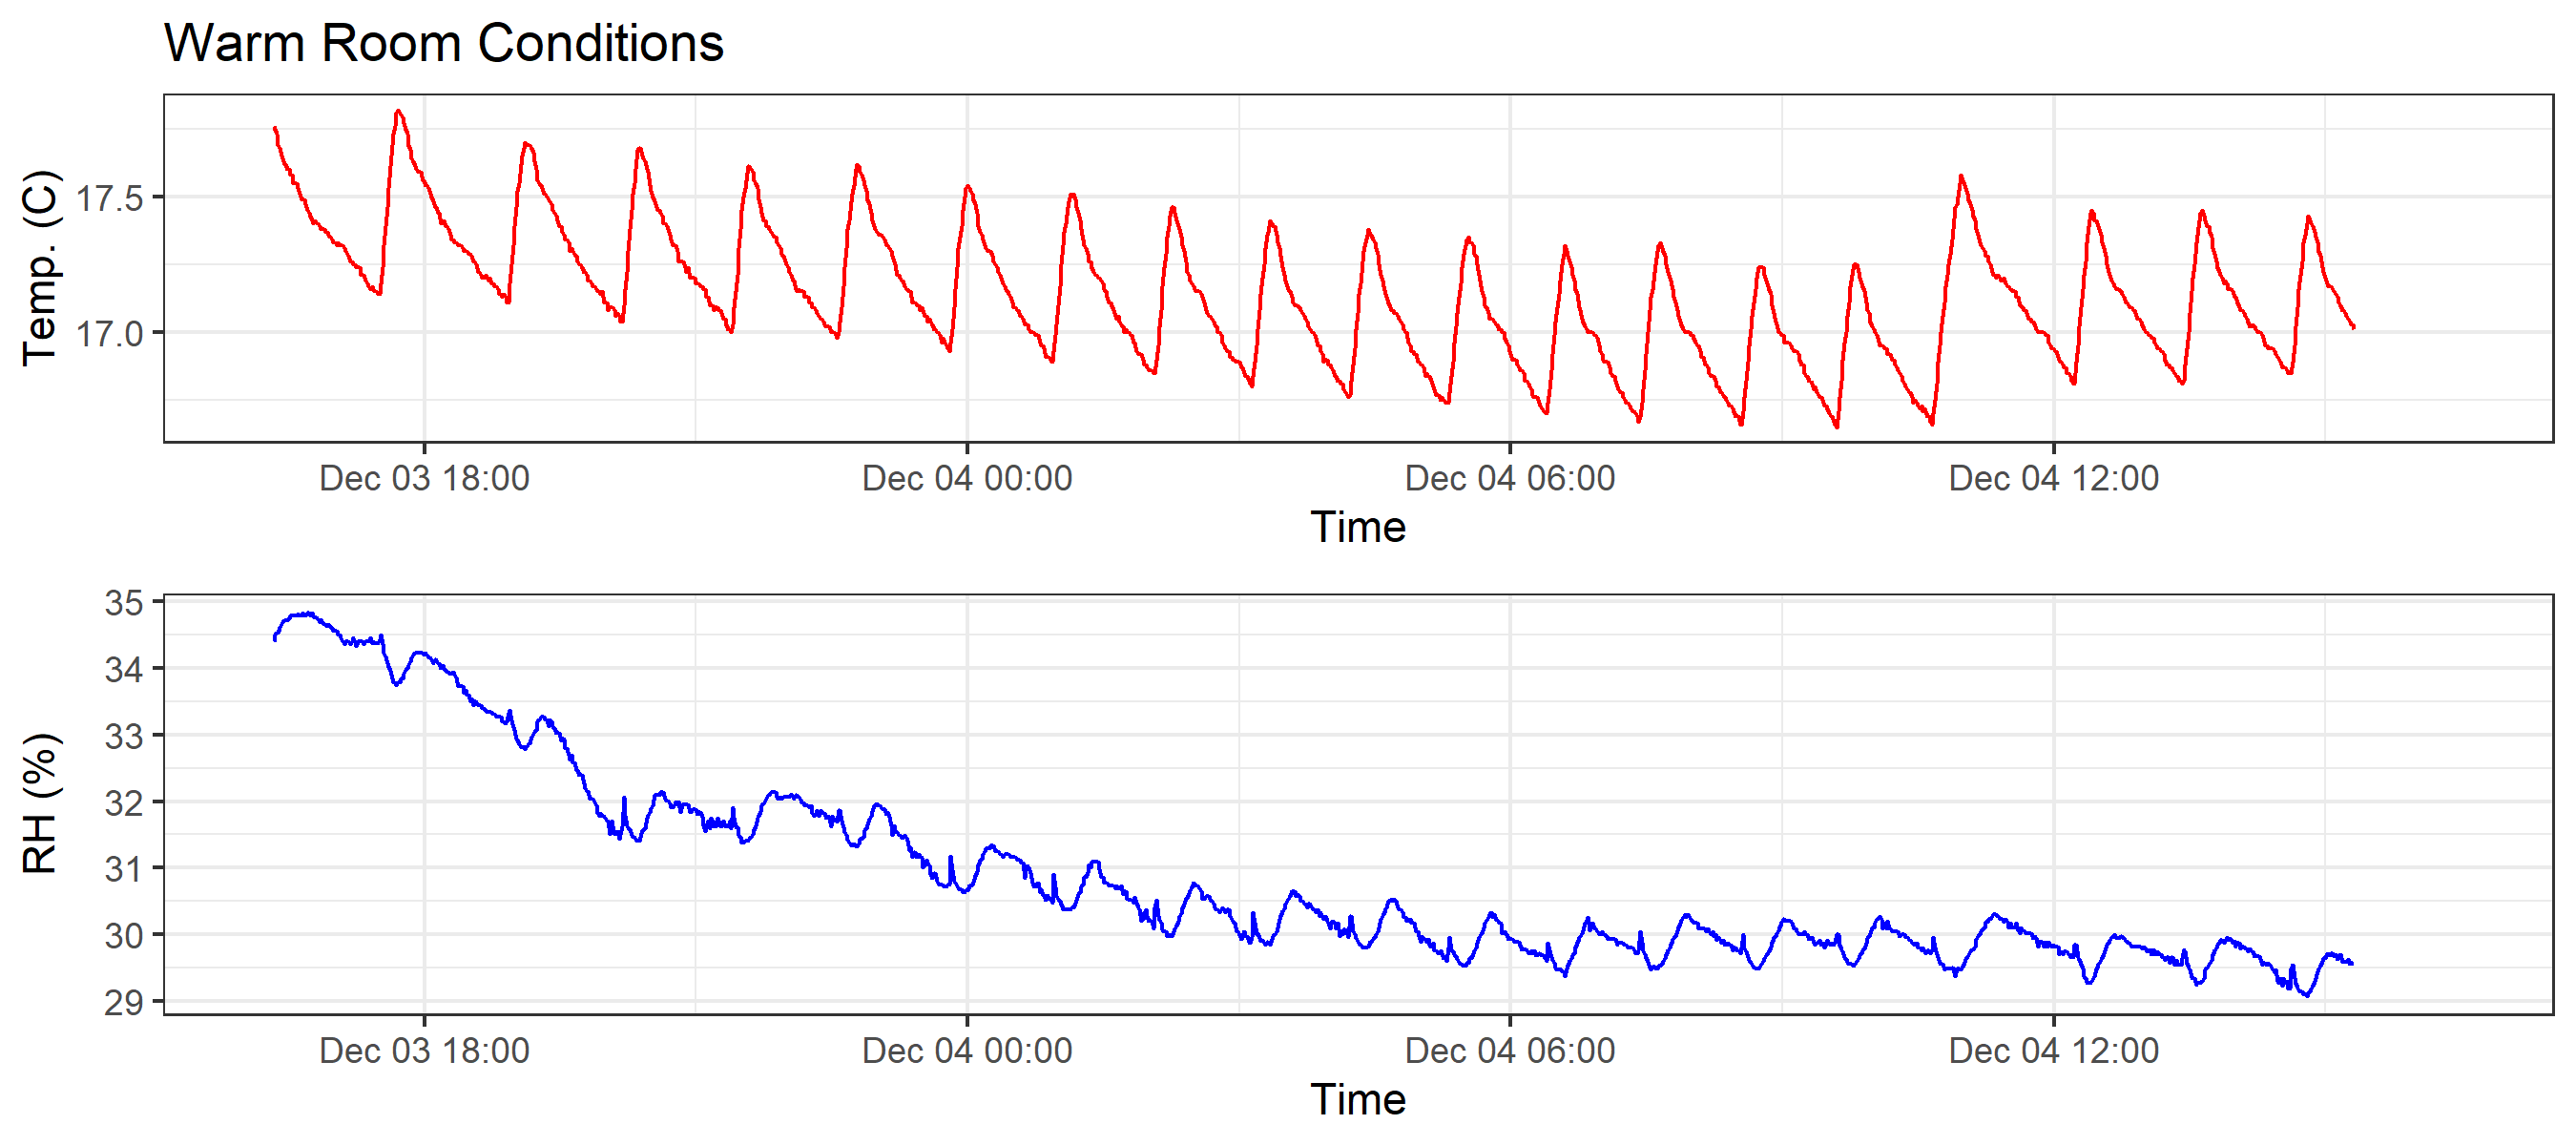 Warm Room Conditions
Temp. (C)
17.5
17.0
Dec 03 18:00 Dec 04 00:00 Dec 04 06:00 Dec 04 12:00
Time
RH (%)
35
34
33
32
31
30
29
Dec 03 18:00 Dec 04 00:00 Dec 04 06:00 Dec 04 12:00
Time